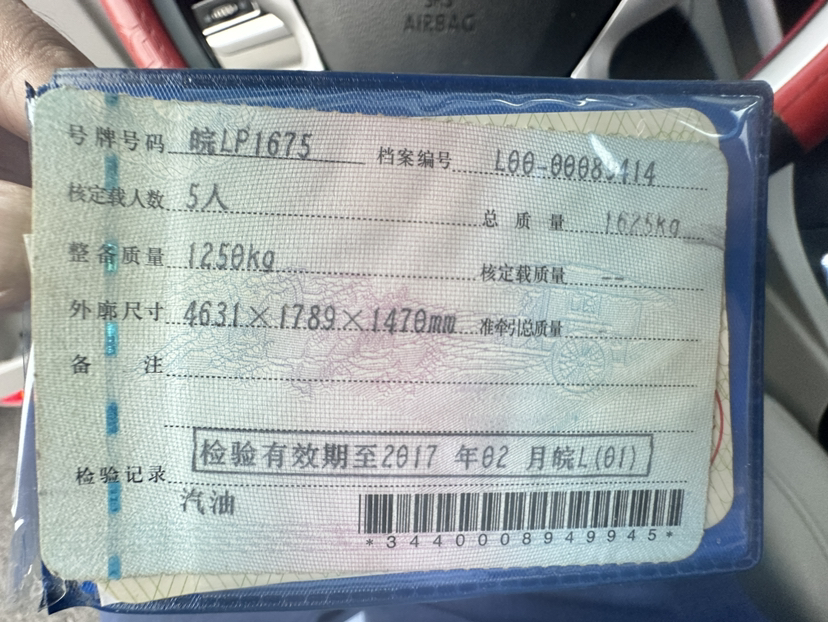 AIRBAG
号牌号码 皖LP1675 档案编号
核定载人数 5人 总质量 1625kg
整备质量 1250kg 核定载质量 --
外廓尺寸 4631×1789×1470mm 准牵引总质量
备注
检验记录 检验有效期至2017年02月皖L(01)
汽油
*3440008949945*